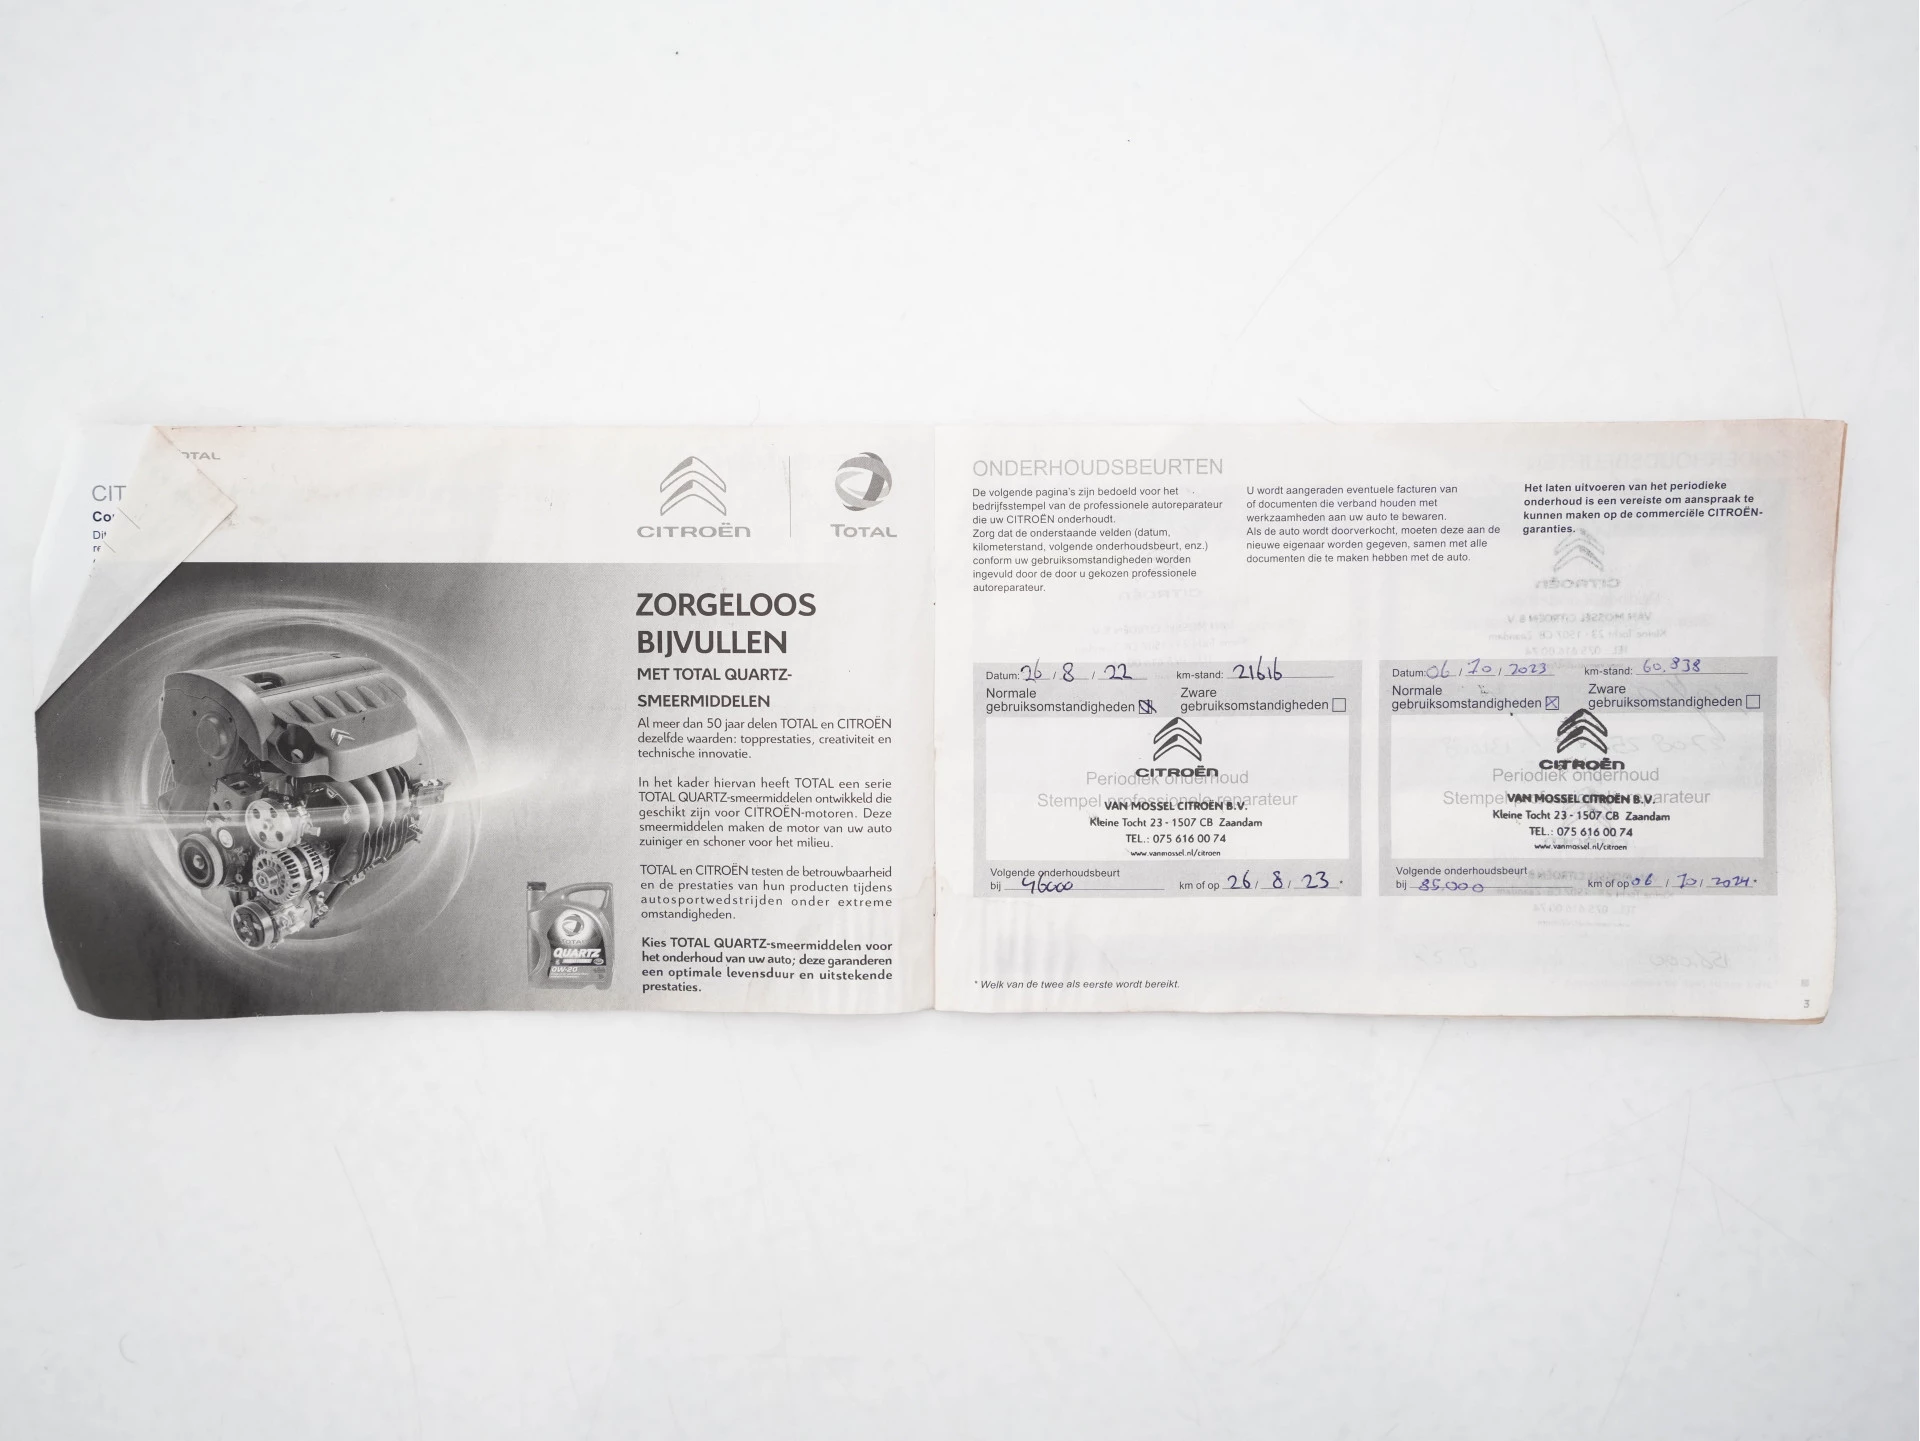 OTAL
CIT
CITROËN
TOTAL
ZORGELOOS
BIJVULLEN
MET TOTAL QUARTZ-
SMEERMIDDELEN
Al meer dan 50 jaar delen TOTAL en CITROËN
dezelfde waarden: topprestaties, creativiteit en
technische innovatie.
In het kader hiervan heeft TOTAL een serie
TOTAL QUARTZ-smeermiddelen ontwikkeld die
geschikt zijn voor CITROËN-motoren. Deze
smeermiddelen maken de motor van uw auto
zuiniger en schoner voor het milieu.
TOTAL en CITROËN testen de betrouwbaarheid
en de prestaties van hun producten tijdens
autosportwedstrijden onder extreme
omstandigheden.
Kies TOTAL QUARTZ-smeermiddelen voor
het onderhoud van uw auto; deze garanderen
een optimale levensduur en uitstekende
prestaties.
TOTAL
QUARTZ
0W-20
ONDERHOUDSBEURTEN
De volgende pagina's zijn bedoeld voor het
bedrijfsstempel van de professionele autoreparateur
die uw CITROËN onderhoudt.
Zorg dat de onderstaande velden (datum,
kilometerstand, volgende onderhoudsbeurt, enz.)
conform uw gebruiksomstandigheden worden
ingevuld door de door u gekozen professionele
autoreparateur.
U wordt aangeraden eventuele facturen van
of documenten die verband houden met
werkzaamheden aan uw auto te bewaren.
Als de auto wordt doorverkocht, moeten deze aan de
nieuwe eigenaar worden gegeven, samen met alle
documenten die te maken hebben met de auto.
Het laten uitvoeren van het periodieke
onderhoud is een vereiste om aanspraak te
kunnen maken op de commerciële CITROËN-
garanties.
Datum: 26 / 8 / 22 km-stand: 21616
Normale
gebruiksomstandigheden
Zware
gebruiksomstandigheden
CITROËN
Periodiek onderhoud
Stempel professionele reparateur
VAN MOSSEL CITROËN B.V.
Kleine Tocht 23 - 1507 CB Zaandam
TEL.: 075 616 00 74
www.vanmossel.nl/citroen
Volgende onderhoudsbeurt
bij 46000 km of op 26 / 8 / 23.
Datum: 06 / 10 / 2023 km-stand: 60.838
Normale
gebruiksomstandigheden
Zware
gebruiksomstandigheden
CITROËN
Periodiek onderhoud
Stempel professionele reparateur
VAN MOSSEL CITROËN B.V.
Kleine Tocht 23 - 1507 CB Zaandam
TEL.: 075 616 00 74
www.vanmossel.nl/citroen
Volgende onderhoudsbeurt
bij 85.000 km of op 06 / 10 / 2024.
* Welk van de twee als eerste wordt bereikt.
3